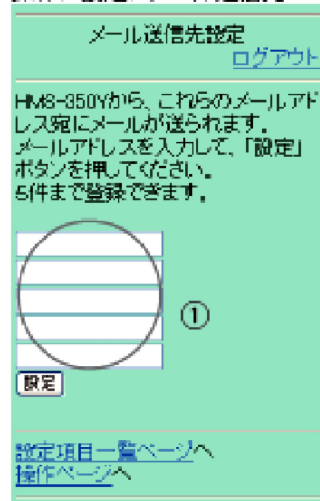 メール送信先設定
ログアウト
HMS-350Yから、これらのメールアド
レス宛にメールが送られます。
メールアドレスを入力して、「設定」
ボタンを押してください。
5件まで登録できます。
①
設定
設定項目一覧ページへ
操作ページへ